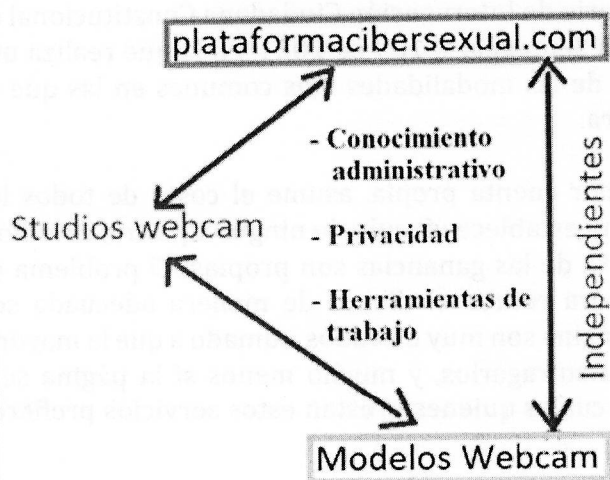 plataformacibersexual.com
- Conocimiento
administrativo
Studios webcam
- Privacidad
- Herramientas de
trabajo
Independientes
Modelos Webcam